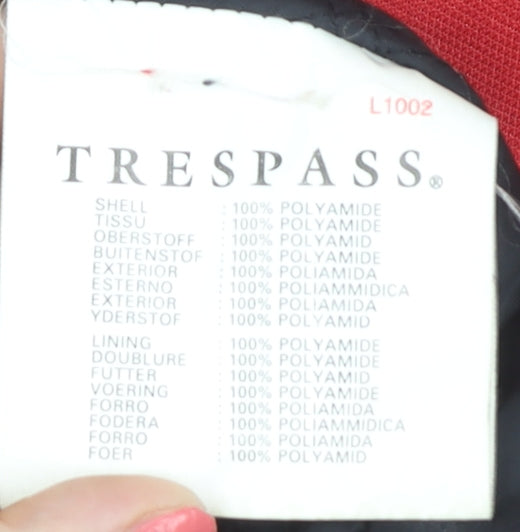 L1002
TRESPASS®
SHELL : 100% POLYAMIDE
TISSU : 100% POLYAMIDE
OBERSTOFF : 100% POLYAMID
BUITENSTOF : 100% POLYAMIDE
EXTERIOR : 100% POLIAMIDA
ESTERNO : 100% POLIAMMIDICA
EXTERIOR : 100% POLIAMIDA
YDERSTOF : 100% POLYAMID
LINING : 100% POLYAMIDE
DOUBLURE : 100% POLYAMIDE
FUTTER : 100% POLYAMID
VOERING : 100% POLYAMIDE
FORRO : 100% POLIAMIDA
FODERA : 100% POLIAMMIDICA
FORRO : 100% POLIAMIDA
FOER : 100% POLYAMID